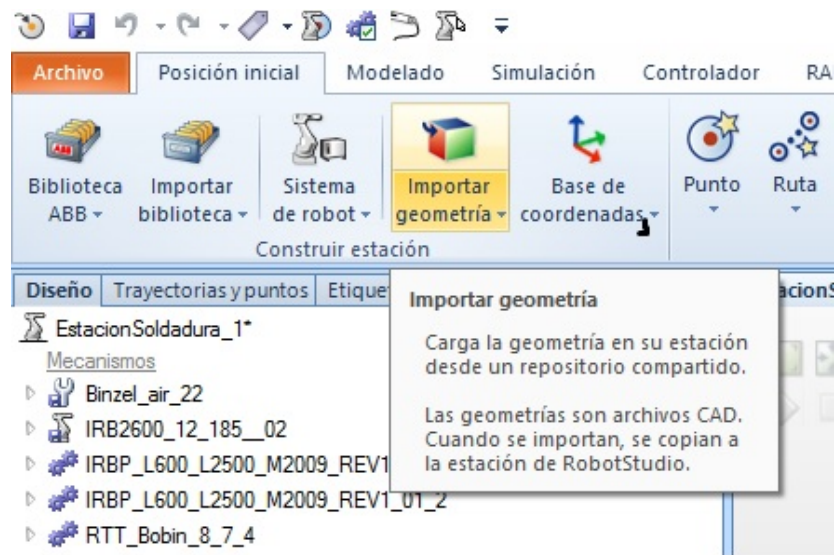 Archivo Posición inicial Modelado Simulación Controlador RA
ABB
Biblioteca ABB
Importar biblioteca
Sistema de robot
Importar geometría
Base de coordenadas
Punto
Ruta
Construir estación
Diseño Trayectorias y puntos Etique
acionS
EstacionSoldadura_1*
Mecanismos
Binzel_air_22
IRB2600_12_185__02
IRBP_L600_L2500_M2009_REV1
IRBP_L600_L2500_M2009_REV1_01_2
RTT_Bobin_8_7_4
Importar geometría
Carga la geometría en su estación
desde un repositorio compartido.
Las geometrías son archivos CAD.
Cuando se importan, se copian a
la estación de RobotStudio.